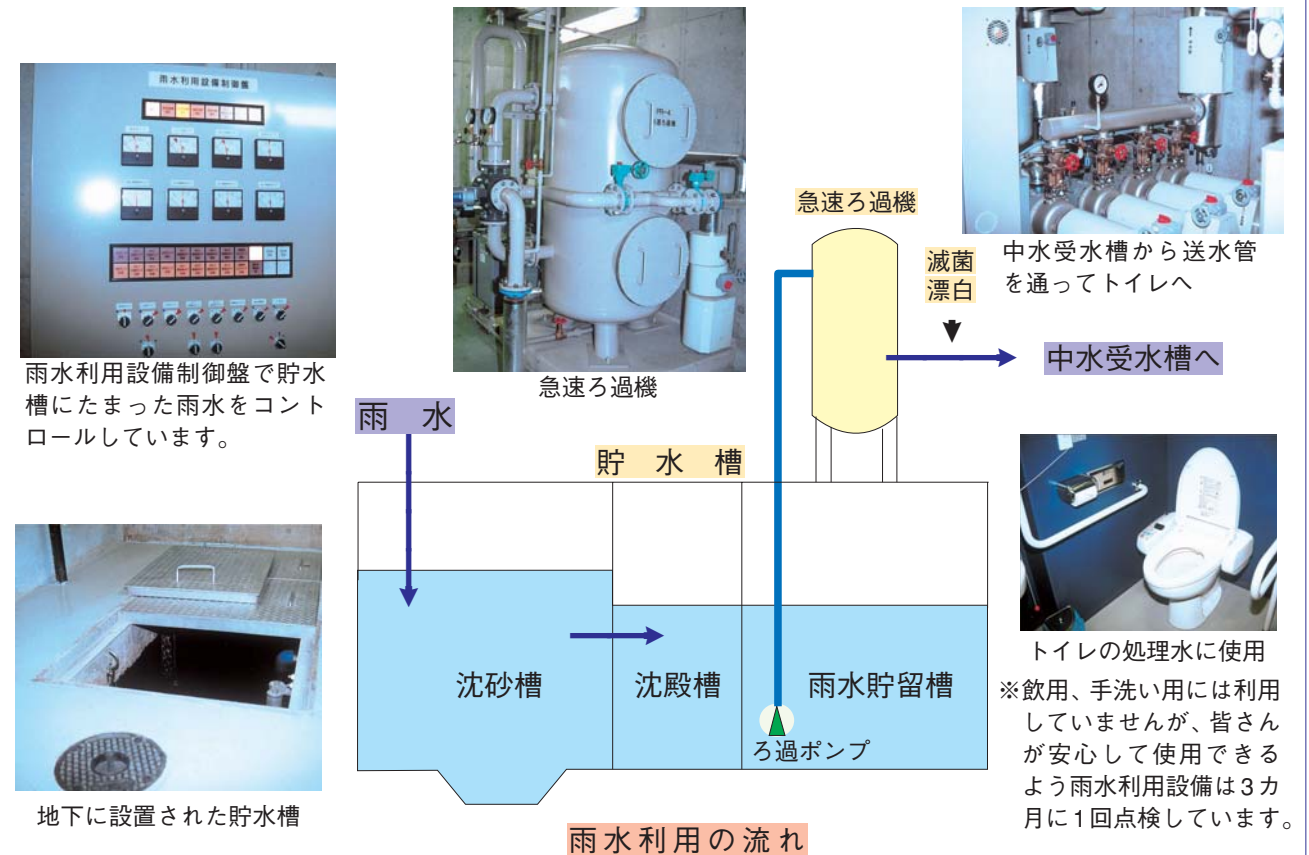 雨水利用設備制御盤
雨水利用設備制御盤で貯水
槽にたまった雨水をコント
ロールしています。
急速ろ過機
急速ろ過機
滅菌
漂白
中水受水槽から送水管
を通ってトイレへ
中水受水槽へ
雨水
貯水槽
沈砂槽
沈殿槽
雨水貯留槽
ろ過ポンプ
地下に設置された貯水槽
トイレの処理水に使用
※飲用、手洗い用には利用
していませんが、皆さん
が安心して使用できる
よう雨水利用設備は3カ
月に1回点検しています。
雨水利用の流れ